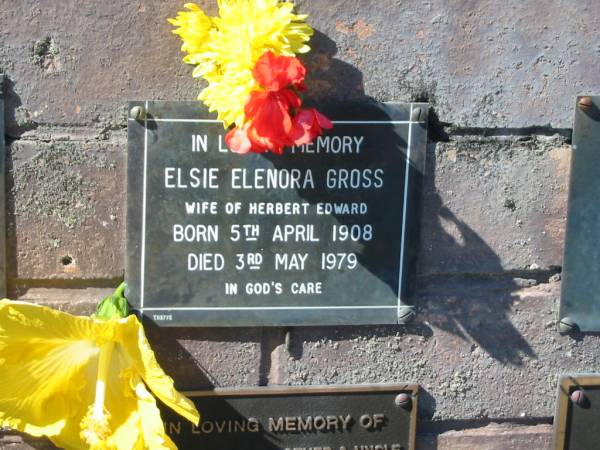 IN MEMORY
ELSIE ELENORA GROSS
WIFE OF HERBERT EDWARD
BORN 5TH APRIL 1908
DIED 3RD MAY 1979
IN GOD'S CARE
IN LOVING MEMORY OF
& UNCLE